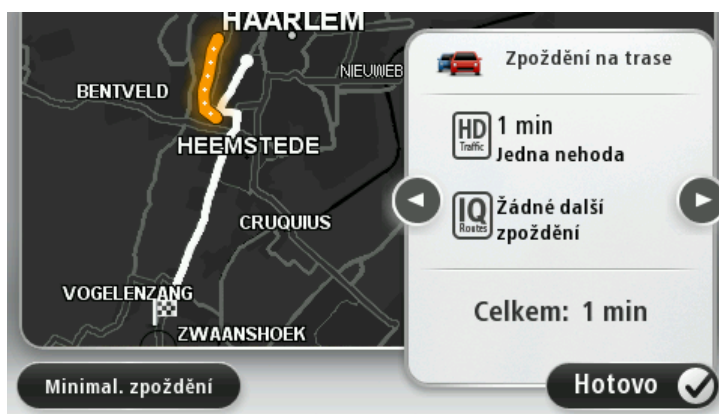 HAARLEM
NIEUWEB
BENTVELD
HEEMSTEDE
CRUQUIUS
VOGELENZANG
ZWAANSHOEK
Zpoždění na trase
HD Traffic
1 min
Jedna nehoda
IQ Routes
Žádné další
zpoždění
Celkem: 1 min
Minimal. zpoždění
Hotovo